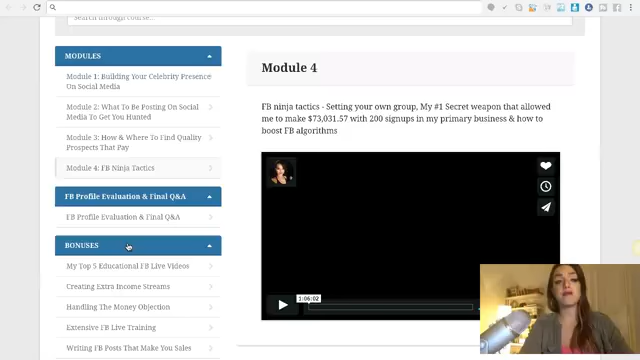 Search through course...
MODULES
Module 1: Building Your Celebrity Presence
On Social Media
Module 2: What To Be Posting On Social
Media To Get You Hunted
Module 3: How & Where To Find Quality
Prospects That Pay
Module 4: FB Ninja Tactics
FB Profile Evaluation & Final Q&A
FB Profile Evaluation & Final Q&A
BONUSES
My Top 5 Educational FB Live Videos
Creating Extra Income Streams
Handling The Money Objection
Extensive FB Live Training
Writing FB Posts That Make You Sales
Module 4
FB ninja tactics - Setting your own group, My #1 Secret weapon that allowed
me to make $73,031.57 with 200 signups in my primary business & how to
boost FB algorithms
1:06:02